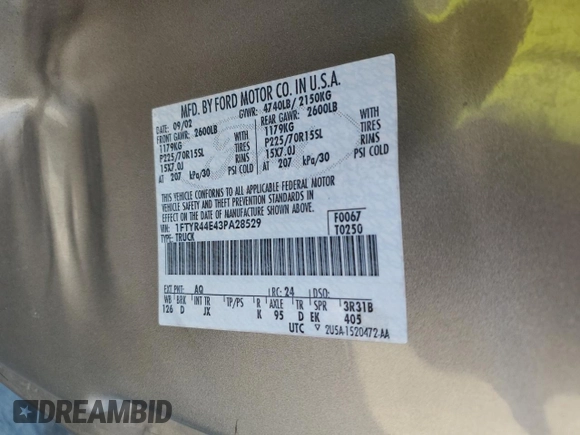 MFD. BY FORD MOTOR CO. IN U.S.A.
DATE: 09/02 GVWR: 4740LB/ 2150KG
FRONT GAWR: 2600LB REAR GAWR: 2600LB
1179KG WITH 1179KG WITH
P225/70R15SL TIRES P225/70R15SL TIRES
15X7.0J RIMS 15X7.0J RIMS
AT 207 kPa/30 PSI COLD AT 207 kPa/30 PSI COLD
THIS VEHICLE CONFORMS TO ALL APPLICABLE FEDERAL MOTOR
VEHICLE SAFETY AND THEFT PREVENTION STANDARDS IN
EFFECT ON THE DATE OF MANUFACTURE SHOWN ABOVE.
VIN: 1FTYR44E43PA28529 F0067
TYPE: TRUCK T0250
EXT PNT: AQ RC: 24 DSO:
WB BRK INT TR TP/PS R AXLE TR SPR 3R31B
126 D JX K 95 D EK 405
UTC 2U5A-1520472-AA
DREAMBID